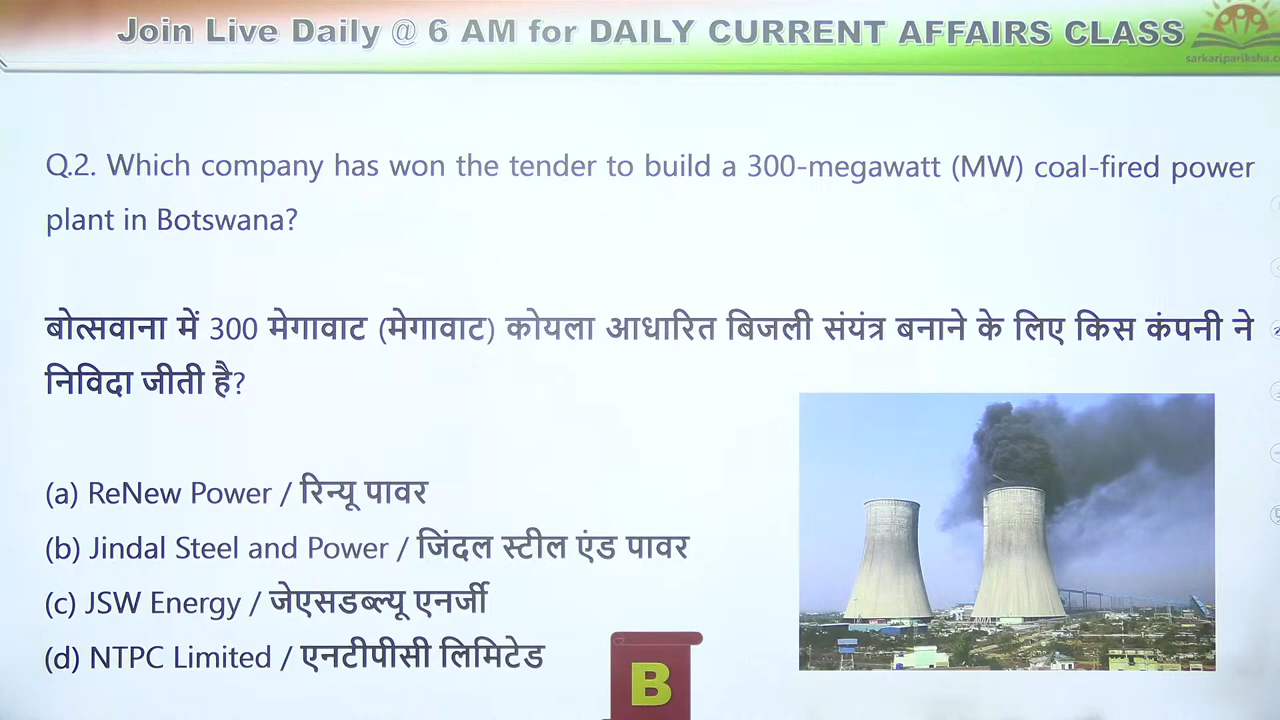 Join Live Daily @ 6 AM for DAILY CURRENT AFFAIRS CLASS
Q.2. Which company has won the tender to build a 300-megawatt (MW) coal-fired power
plant in Botswana?
बोत्सवाना में 300 मेगावाट (मेगावाट) कोयला आधारित बिजली संयंत्र बनाने के लिए किस कंपनी ने
निविदा जीती है?
(a) ReNew Power / रिन्यू पावर
(b) Jindal Steel and Power / जिंदल स्टील एंड पावर
(c) JSW Energy / जेएसडब्ल्यू एनर्जी
(d) NTPC Limited / एनटीपीसी लिमिटेड
B